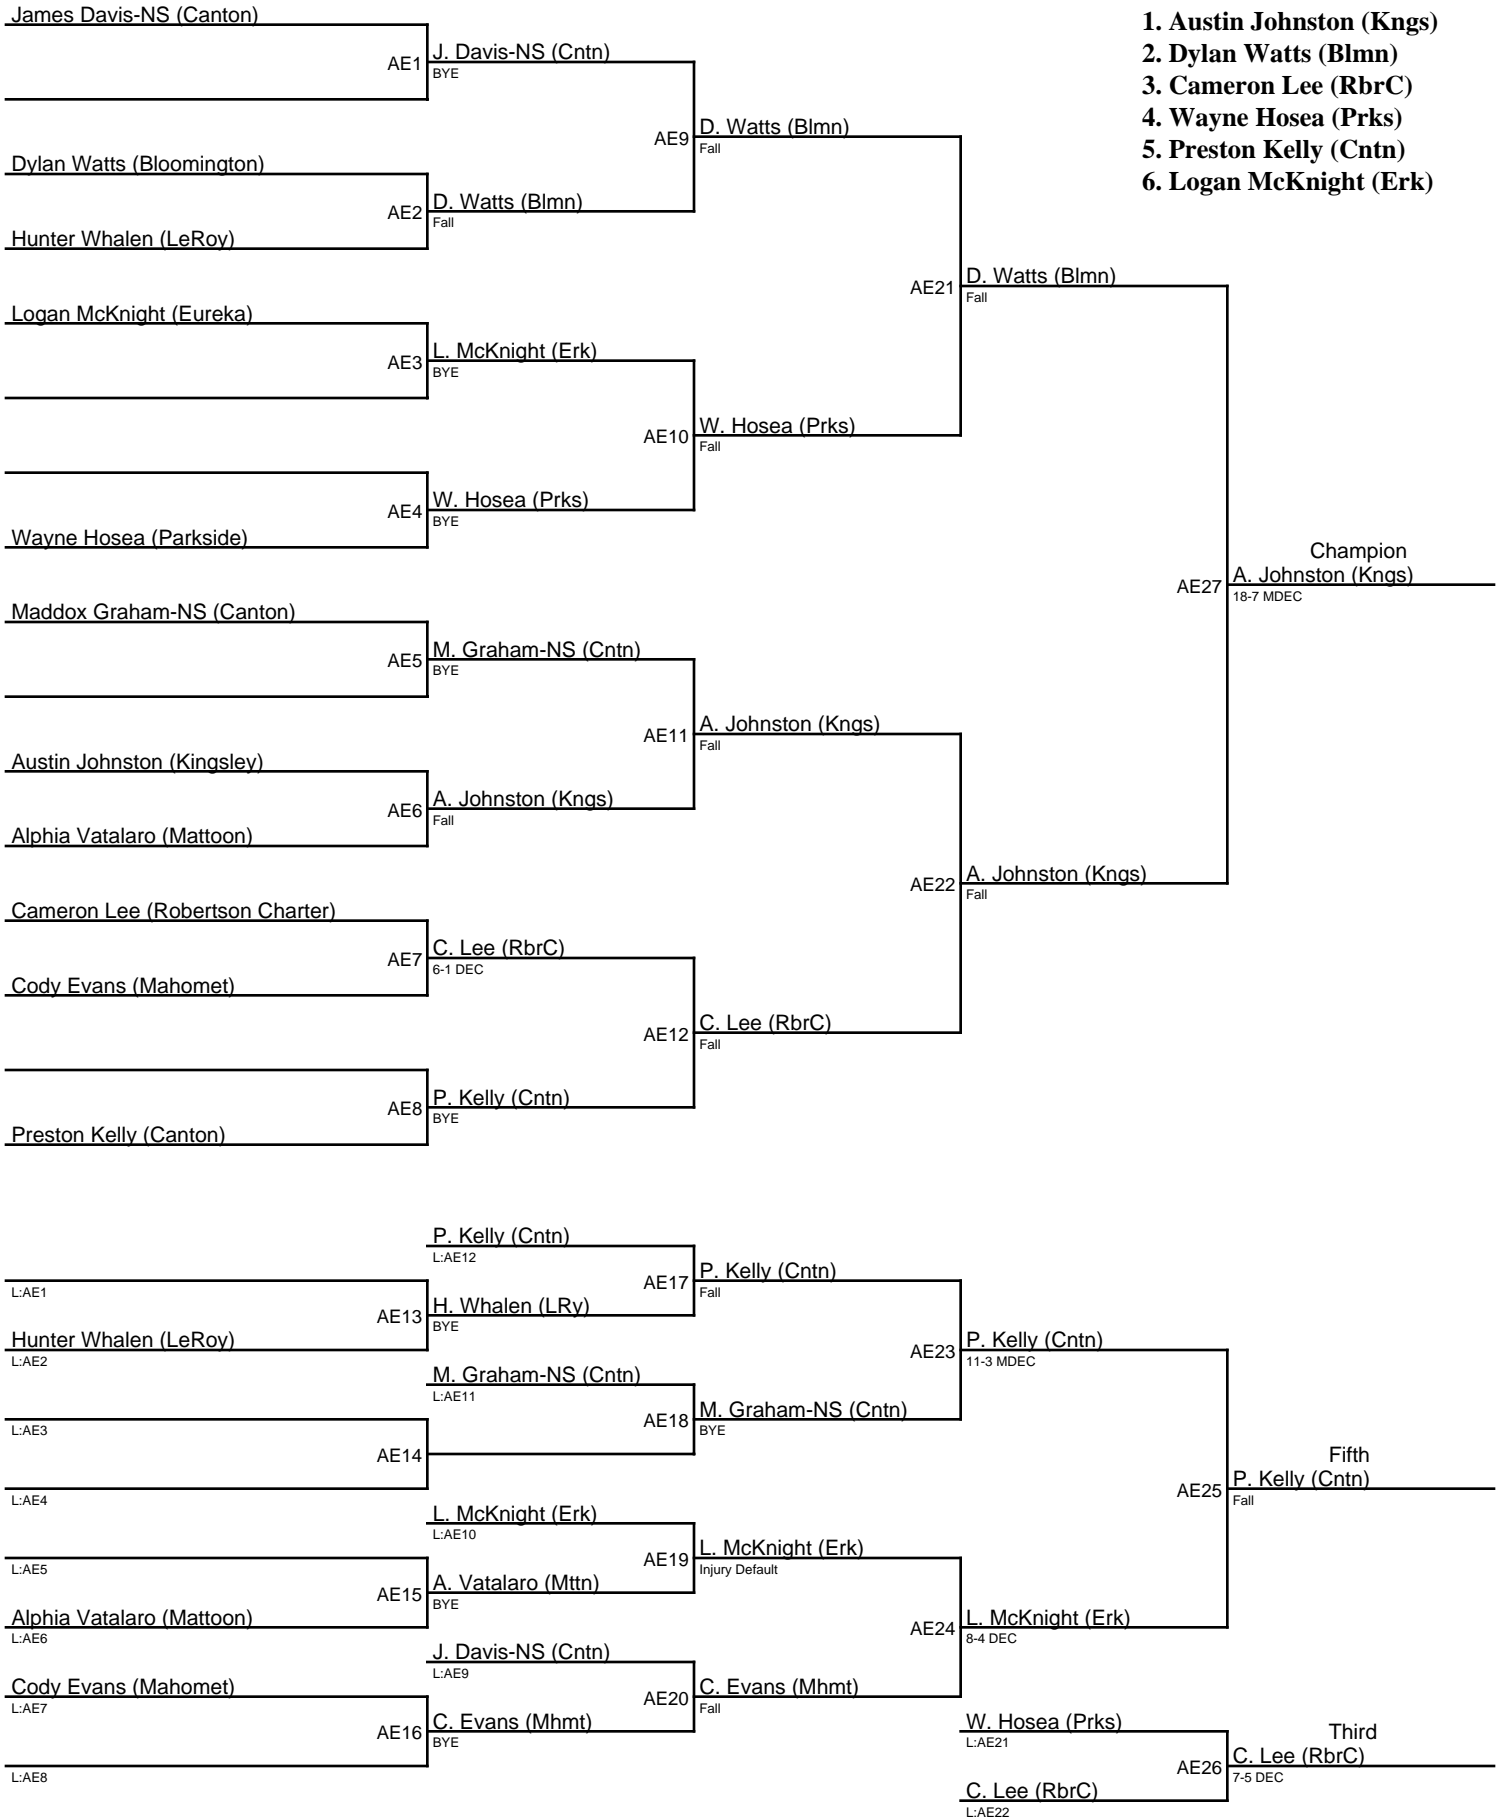 James Davis-NS (Canton)
AE1
J. Davis-NS (Cntn)
BYE
Dylan Watts (Bloomington)
AE2
D. Watts (Blmn)
Fall
Hunter Whalen (LeRoy)
AE9
D. Watts (Blmn)
Fall
Logan McKnight (Eureka)
AE3
L. McKnight (Erk)
BYE
AE4
W. Hosea (Prks)
BYE
Wayne Hosea (Parkside)
AE10
W. Hosea (Prks)
Fall
AE21
D. Watts (Blmn)
Fall
Maddox Graham-NS (Canton)
AE5
M. Graham-NS (Cntn)
BYE
Austin Johnston (Kingsley)
AE6
A. Johnston (Kngs)
Fall
Alphia Vatalaro (Mattoon)
AE11
A. Johnston (Kngs)
Fall
Cameron Lee (Robertson Charter)
AE7
C. Lee (RbrC)
6-1 DEC
Cody Evans (Mahomet)
AE8
P. Kelly (Cntn)
BYE
Preston Kelly (Canton)
AE12
C. Lee (RbrC)
Fall
AE22
A. Johnston (Kngs)
Fall
Champion
AE27
A. Johnston (Kngs)
18-7 MDEC
1. Austin Johnston (Kngs)
2. Dylan Watts (Blmn)
3. Cameron Lee (RbrC)
4. Wayne Hosea (Prks)
5. Preston Kelly (Cntn)
6. Logan McKnight (Erk)
P. Kelly (Cntn)
L:AE12
L:AE1
AE13
H. Whalen (LRy)
BYE
Hunter Whalen (LeRoy)
L:AE2
AE17
P. Kelly (Cntn)
Fall
M. Graham-NS (Cntn)
L:AE11
L:AE3
AE14
L:AE4
AE18
M. Graham-NS (Cntn)
BYE
AE23
P. Kelly (Cntn)
11-3 MDEC
L. McKnight (Erk)
L:AE10
L:AE5
AE15
A. Vatalaro (Mttn)
BYE
Alphia Vatalaro (Mattoon)
L:AE6
AE19
L. McKnight (Erk)
Injury Default
J. Davis-NS (Cntn)
L:AE9
Cody Evans (Mahomet)
L:AE7
AE16
C. Evans (Mhmt)
BYE
L:AE8
AE20
C. Evans (Mhmt)
Fall
AE24
L. McKnight (Erk)
8-4 DEC
Fifth
AE25
P. Kelly (Cntn)
Fall
W. Hosea (Prks)
L:AE21
Third
AE26
C. Lee (RbrC)
7-5 DEC
C. Lee (RbrC)
L:AE22